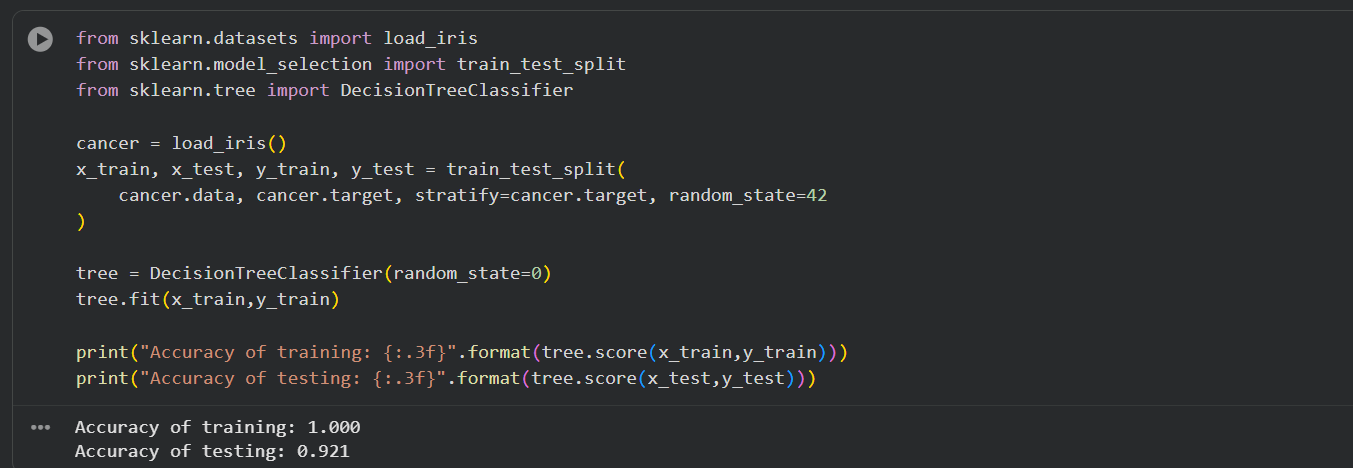 from sklearn.datasets import load_iris
from sklearn.model_selection import train_test_split
from sklearn.tree import DecisionTreeClassifier
cancer = load_iris()
x_train, x_test, y_train, y_test = train_test_split(
    cancer.data, cancer.target, stratify=cancer.target, random_state=42
)
tree = DecisionTreeClassifier(random_state=0)
tree.fit(x_train,y_train)
print("Accuracy of training: {:.3f}".format(tree.score(x_train,y_train)))
print("Accuracy of testing: {:.3f}".format(tree.score(x_test,y_test)))
Accuracy of training: 1.000
Accuracy of testing: 0.921